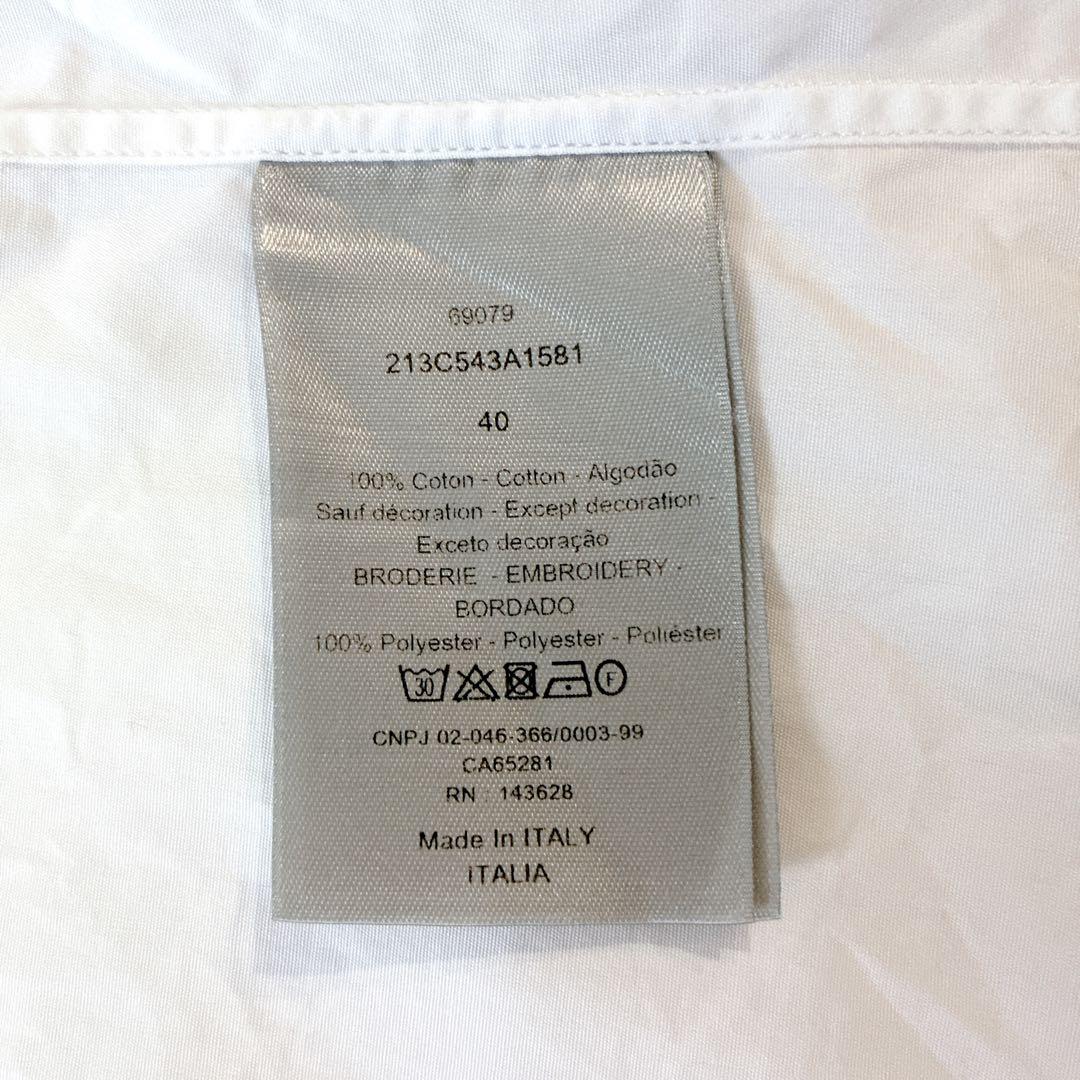 69079
213C543A1581
40
100% Coton - Cotton - Algodão
Sauf décoration - Except decoration -
Exceto decoração
BRODERIE - EMBROIDERY -
BORDADO
100% Polyester - Polyester - Poliéster
30 F
CNPJ 02-046-366/0003-99
CA65281
RN : 143628
Made In ITALY
ITALIA